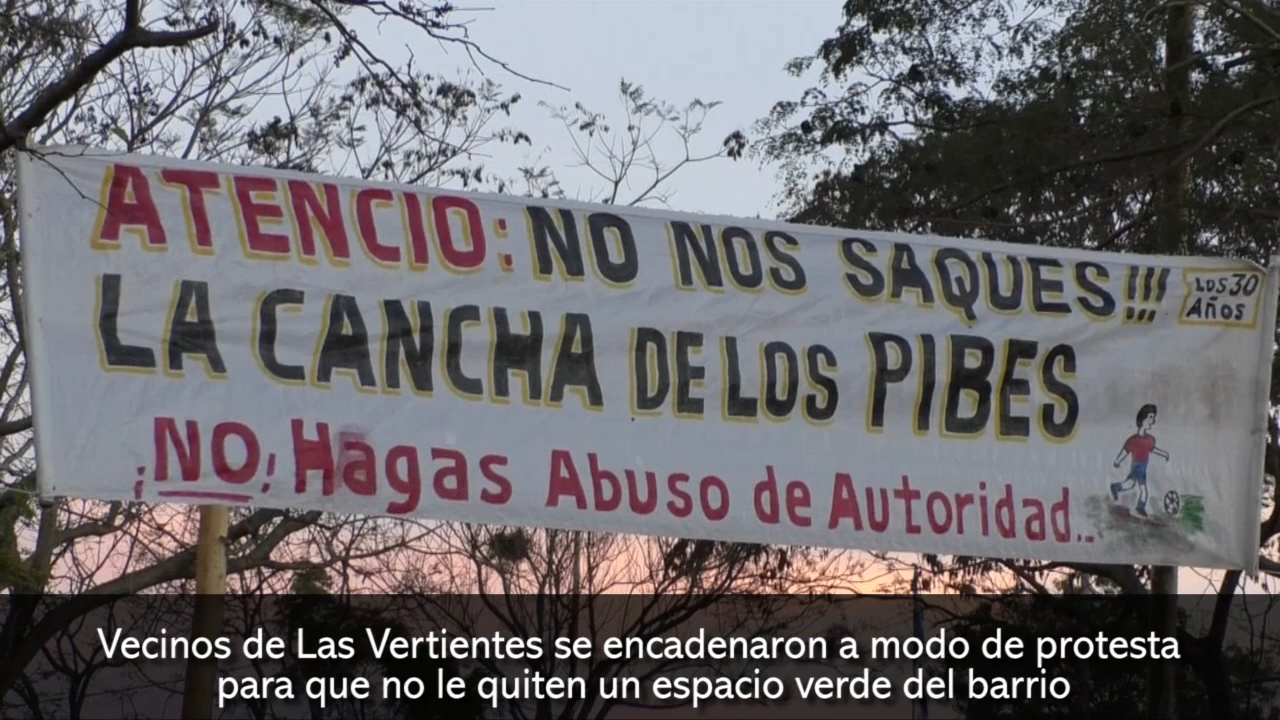 ATENCIO: NO NOS SAQUES!!!
LOS 30
Años
LA CANCHA DE LOS PIBES
¡NO! Hagas Abuso de Autoridad...
Vecinos de Las Vertientes se encadenaron a modo de protesta
para que no le quiten un espacio verde del barrio